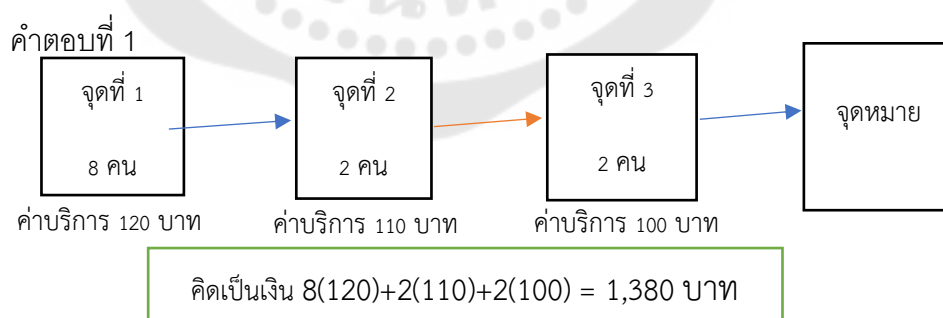 คำตอบที่ 1
จุดที่ 1
8 คน
ค่าบริการ 120 บาท
จุดที่ 2
2 คน
ค่าบริการ 110 บาท
จุดที่ 3
2 คน
ค่าบริการ 100 บาท
จุดหมาย
คิดเป็นเงิน 8(120)+2(110)+2(100) = 1,380 บาท